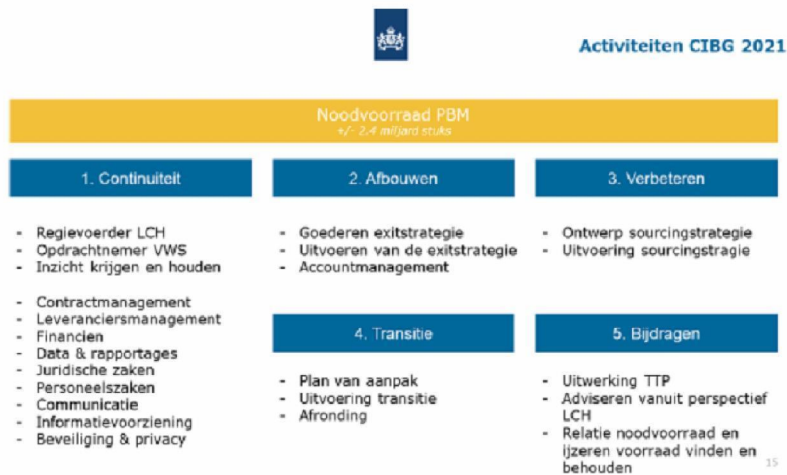 Activiteiten CIBG 2021
Noodvoorraad PBM
+/- 2.4 miljard stuks
1. Continuiteit
- Regievoerder LCH
- Opdrachtnemer VWS
- Inzicht krijgen en houden
- Contractmanagement
- Leveranciersmanagement
- Financien
- Data & rapportages
- Juridische zaken
- Personeelszaken
- Communicatie
- Informatievoorziening
- Beveiliging & privacy
2. Afbouwen
- Goederen exitstrategie
- Uitvoeren van de exitstrategie
- Accountmanagement
3. Verbeteren
- Ontwerp sourcingstrategie
- Uitvoering sourcingstragie
4. Transitie
- Plan van aanpak
- Uitvoering transitie
- Afronding
5. Bijdragen
- Uitwerking TTP
- Adviseren vanuit perspectief
LCH
- Relatie noodvoorraad en
ijzeren voorraad vinden en
behouden
15